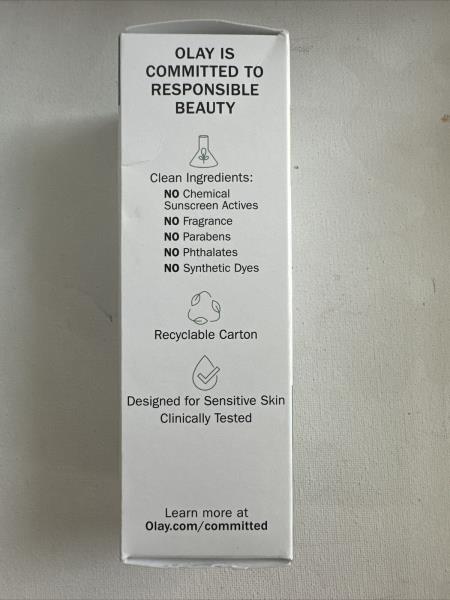 OLAY IS
COMMITTED TO
RESPONSIBLE
BEAUTY
Clean Ingredients:
NO Chemical
Sunscreen Actives
NO Fragrance
NO Parabens
NO Phthalates
NO Synthetic Dyes
Recyclable Carton
Designed for Sensitive Skin
Clinically Tested
Learn more at
Olay.com/committed